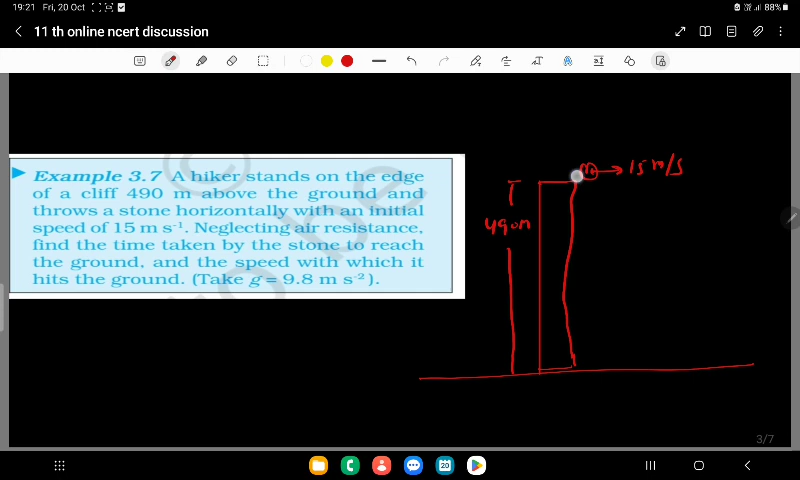 19:21 Fri, 20 Oct
88%
11 th online ncert discussion
Example 3.7 A hiker stands on the edge
of a cliff 490 m above the ground and
throws a stone horizontally with an initial
speed of 15 m s⁻¹. Neglecting air resistance,
find the time taken by the stone to reach
the ground, and the speed with which it
hits the ground. (Take g = 9.8 m s⁻²).
15 m/s
490m
3/7
20